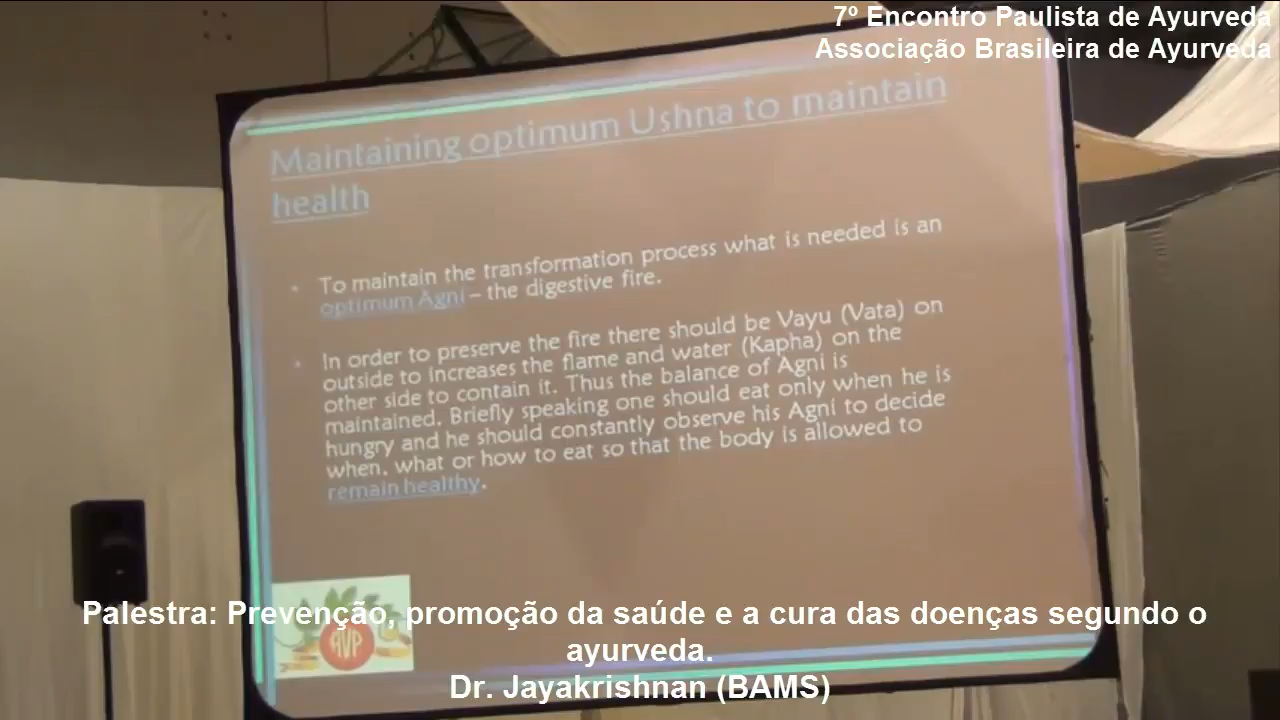 7º Encontro Paulista de Ayurveda
Associação Brasileira de Ayurveda
Maintaining optimum Ushna to maintain
health
• To maintain the transformation process what is needed is an
optimum Agni – the digestive fire.
• In order to preserve the fire there should be Vayu (Vata) on
outside to increases the flame and water (Kapha) on the
other side to contain it. Thus the balance of Agni is
maintained. Briefly speaking one should eat only when he is
hungry and he should constantly observe his Agni to decide
when, what or how to eat so that the body is allowed to
remain healthy.
AVP
Palestra: Prevenção, promoção da saúde e a cura das doenças segundo o
ayurveda.
Dr. Jayakrishnan (BAMS)